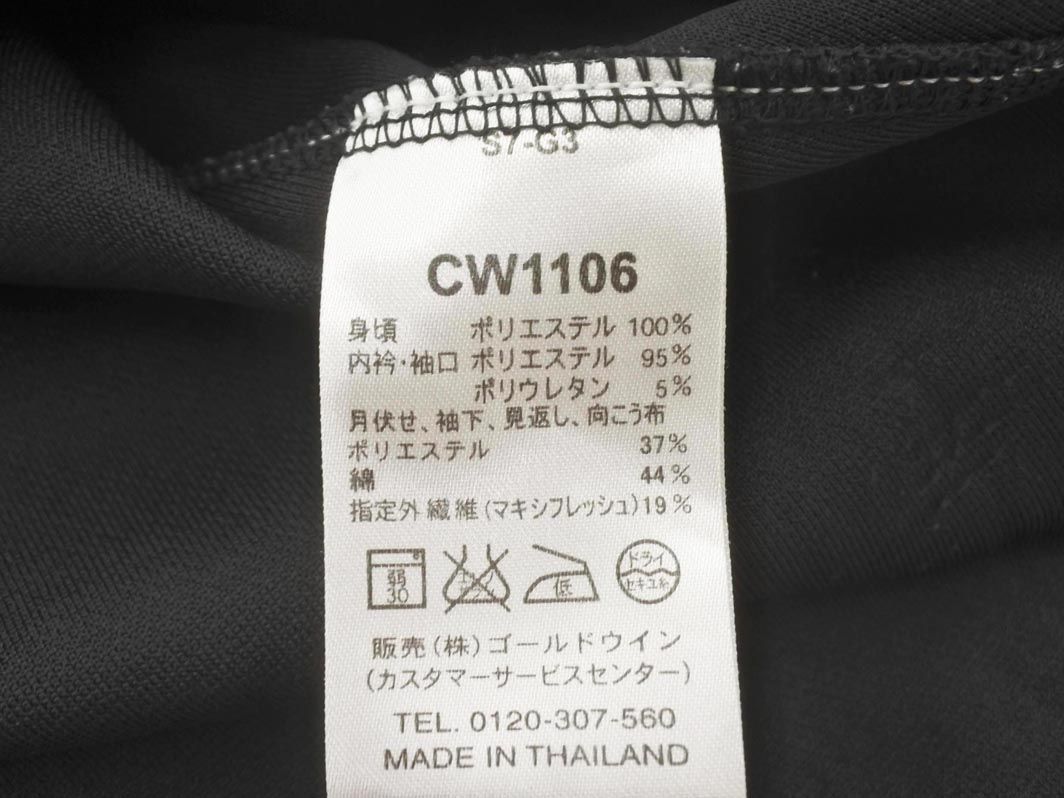 S7-G3
CW1106
身頃 ポリエステル 100%
内衿・袖口 ポリエステル 95%
ポリウレタン 5%
月伏せ、袖下、見返し、向こう布
ポリエステル 37%
綿 44%
指定外繊維(マキシフレッシュ)19%
弱 30
低
ドライ
セキユ系
販売(株)ゴールドウイン
(カスタマーサービスセンター)
TEL. 0120-307-560
MADE IN THAILAND